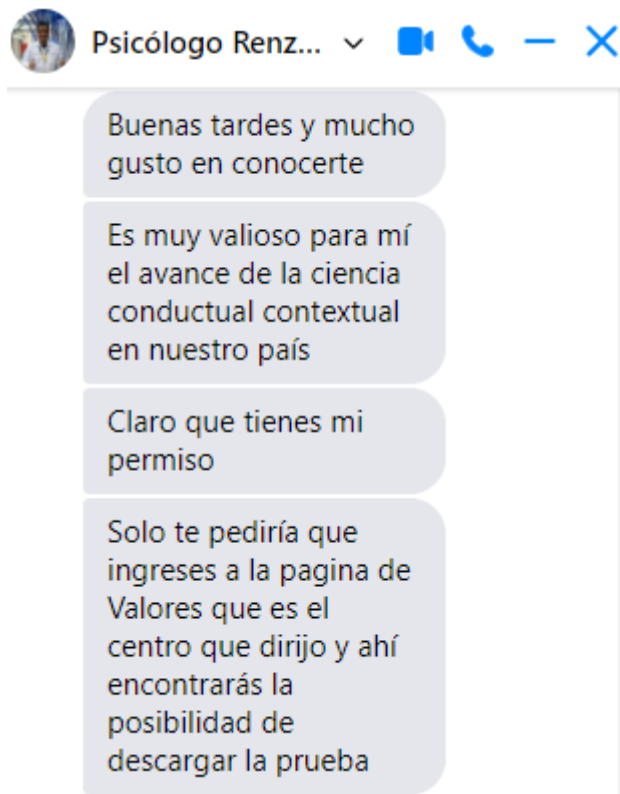 Psicólogo Renz...
Buenas tardes y mucho
gusto en conocerte
Es muy valioso para mí
el avance de la ciencia
conductual contextual
en nuestro país
Claro que tienes mi
permiso
Solo te pediría que
ingreses a la pagina de
Valores que es el
centro que dirijo y ahí
encontrarás la
posibilidad de
descargar la prueba